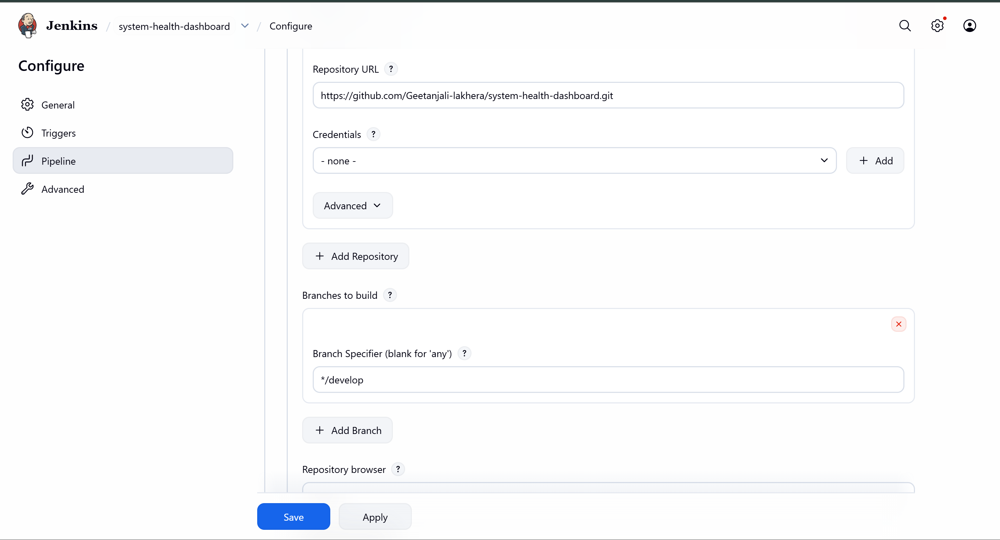 Jenkins / system-health-dashboard / Configure
Configure
General
Triggers
Pipeline
Advanced
Repository URL ?
https://github.com/Geetanjali-lakhera/system-health-dashboard.git
Credentials ?
- none -
+ Add
Advanced
+ Add Repository
Branches to build ?
Branch Specifier (blank for 'any') ?
*/develop
+ Add Branch
Repository browser ?
Save
Apply